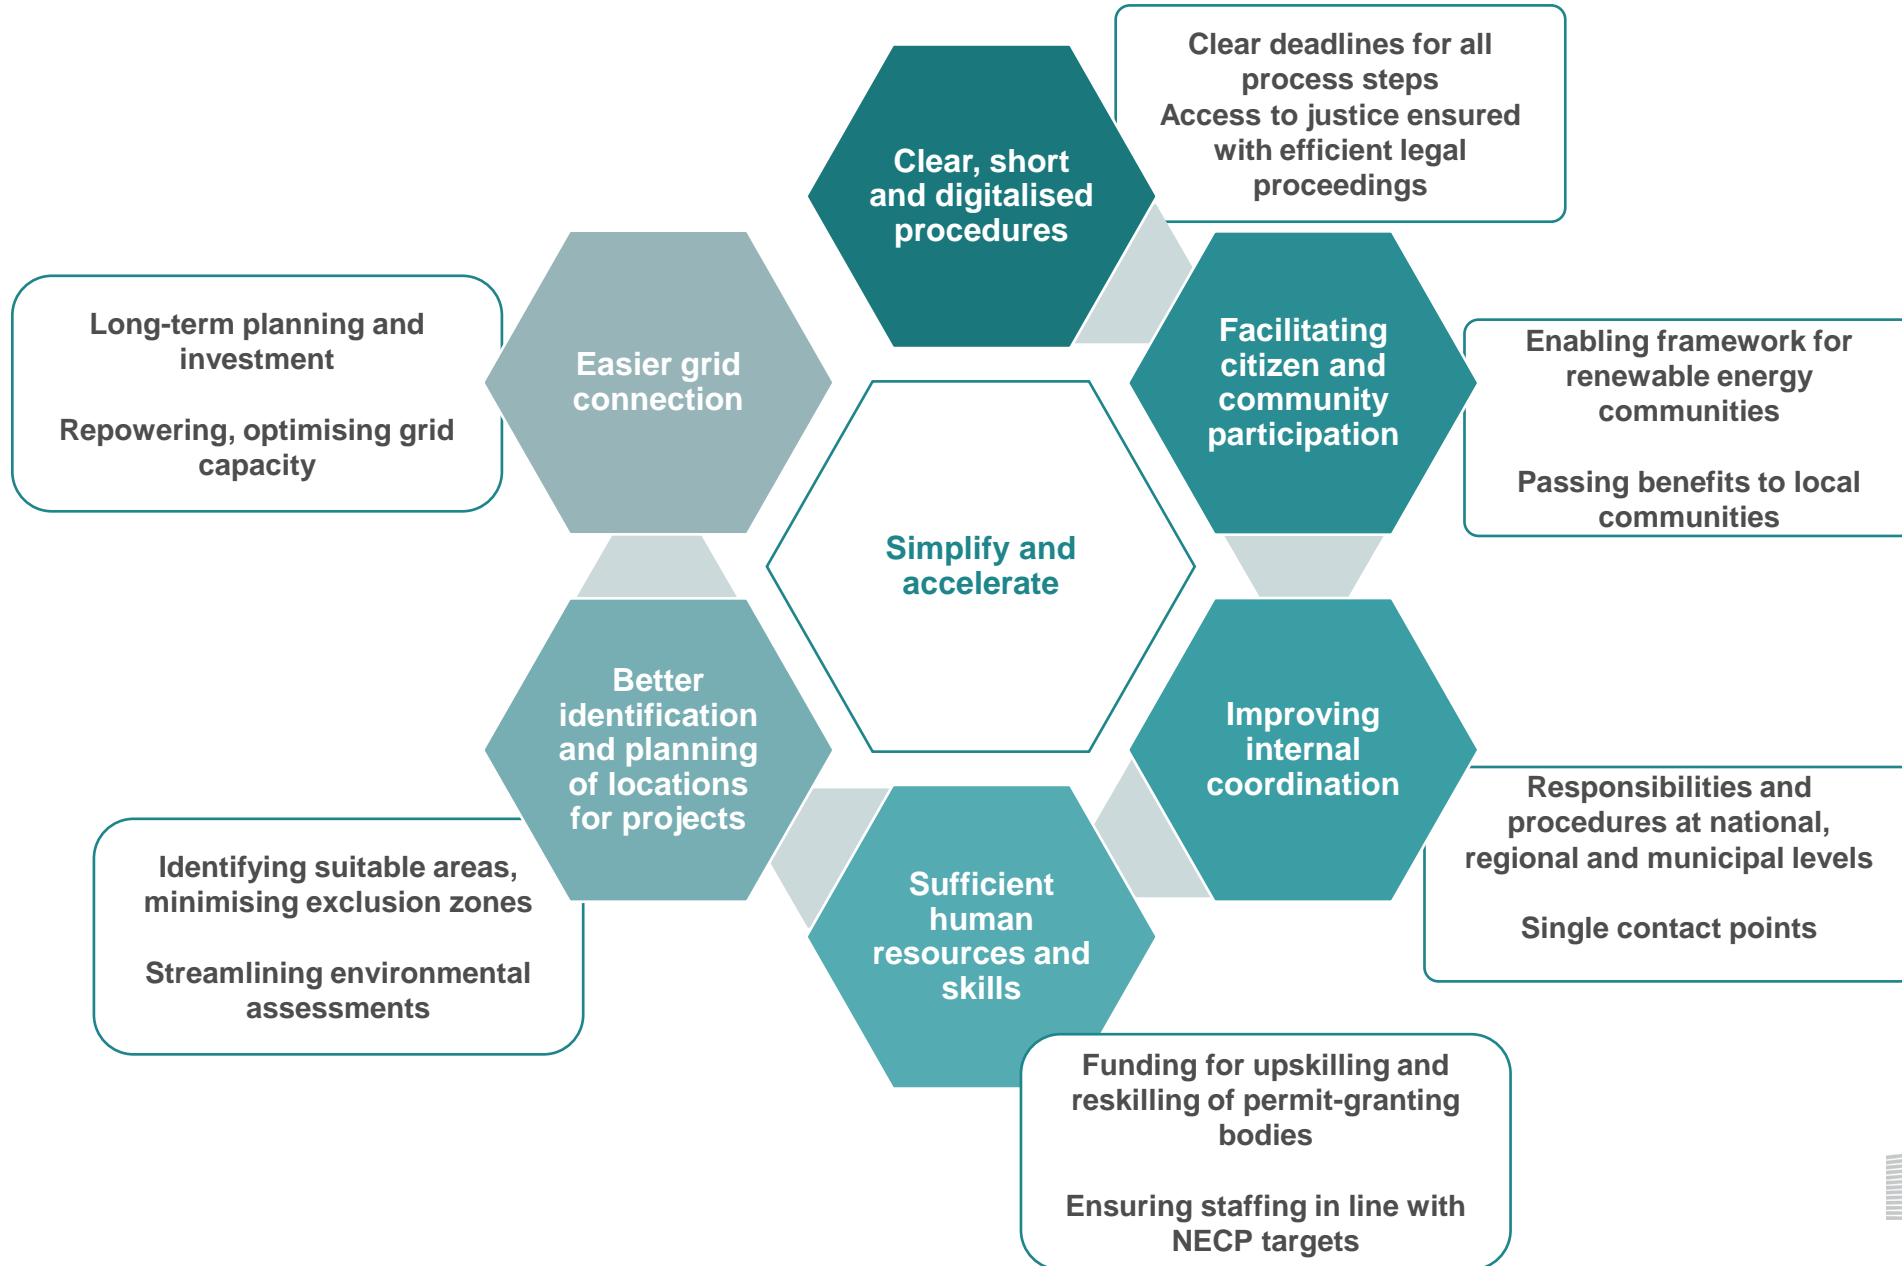 Clear, short
and digitalised
procedures
Clear deadlines for all
process steps
Access to justice ensured
with efficient legal
proceedings
Facilitating
citizen and
community
participation
Enabling framework for
renewable energy
communities
Passing benefits to local
communities
Improving
internal
coordination
Responsibilities and
procedures at national,
regional and municipal levels
Single contact points
Sufficient
human
resources and
skills
Funding for upskilling and
reskilling of permit-granting
bodies
Ensuring staffing in line with
NECP targets
Better
identification
and planning
of locations
for projects
Identifying suitable areas,
minimising exclusion zones
Streamlining environmental
assessments
Easier grid
connection
Long-term planning and
investment
Repowering, optimising grid
capacity
Simplify and
accelerate